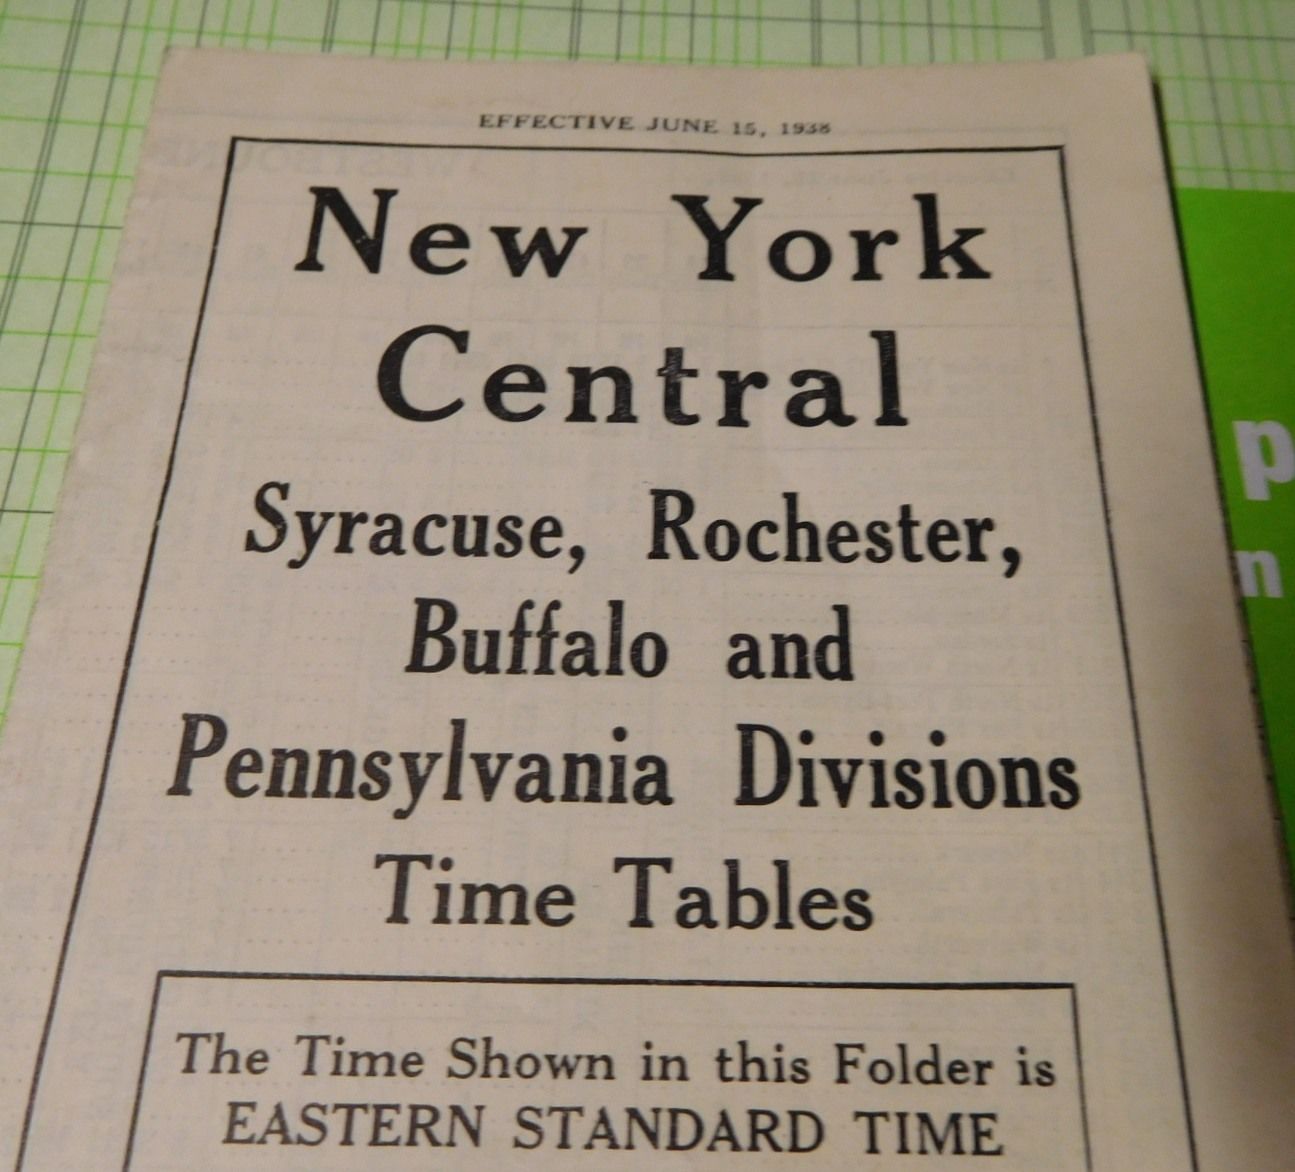 EFFECTIVE JUNE 15, 1938
New York
Central
Syracuse, Rochester,
Buffalo and
Pennsylvania Divisions
Time Tables
The Time Shown in this Folder is
EASTERN STANDARD TIME
p
n